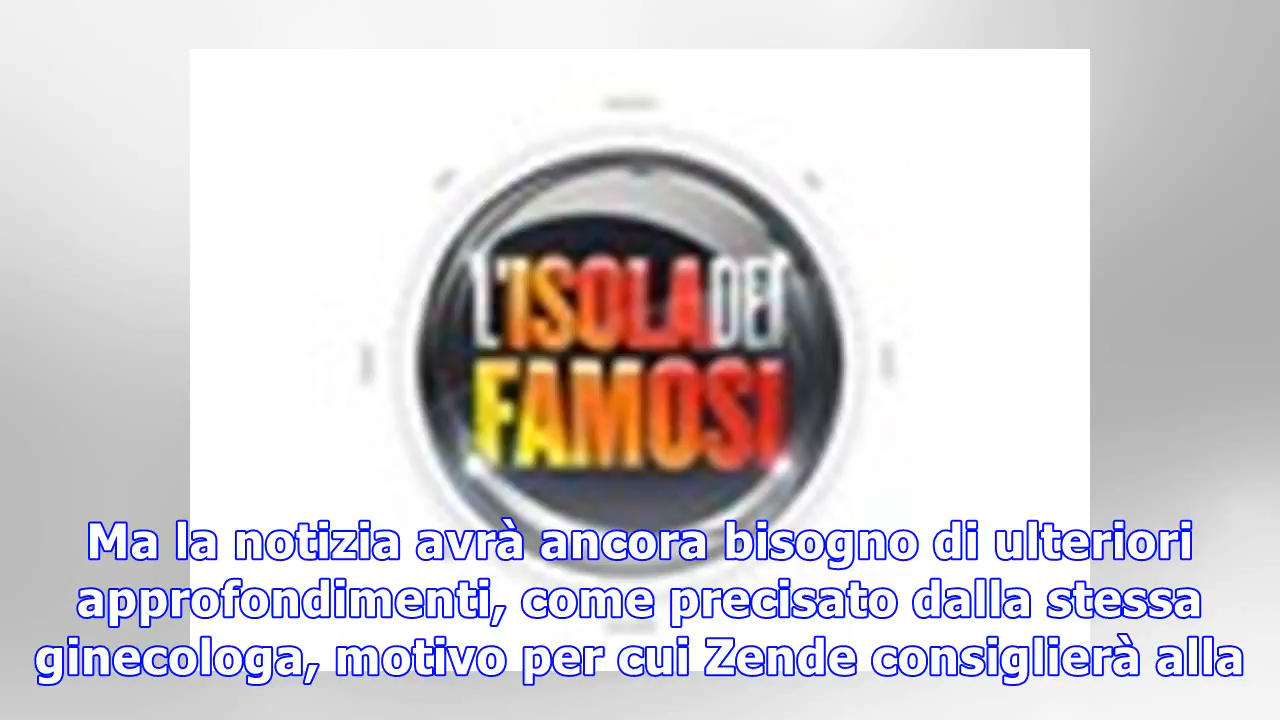 L'ISOLA DEI
FAMOSI
Ma la notizia avrà ancora bisogno di ulteriori
approfondimenti, come precisato dalla stessa
ginecologa, motivo per cui Zende consiglierà alla